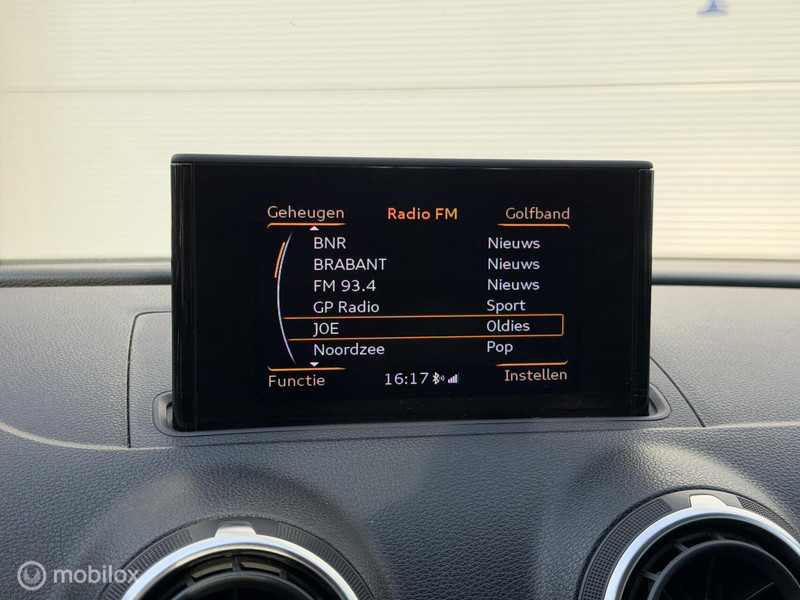 Geheugen Radio FM Golfband
BNR Nieuws
BRABANT Nieuws
FM 93.4 Nieuws
GP Radio Sport
JOE Oldies
Noordzee Pop
Functie 16:17 Instellen
mobilox